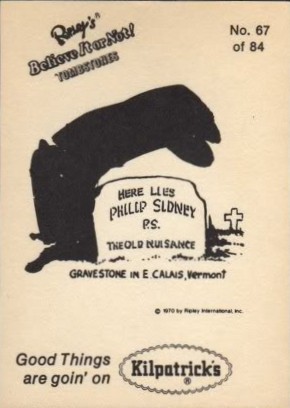 Ripley's®
Believe It or Not!
TOMBSTONES
No. 67
of 84
HERE LIES
PHILLIP SIDNEY
P.S.
THE OLD NUISANCE
GRAVESTONE IN E. CALAIS, Vermont
© 1970 by Ripley International, Inc.
Good Things
are goin' on
Kilpatrick's
®